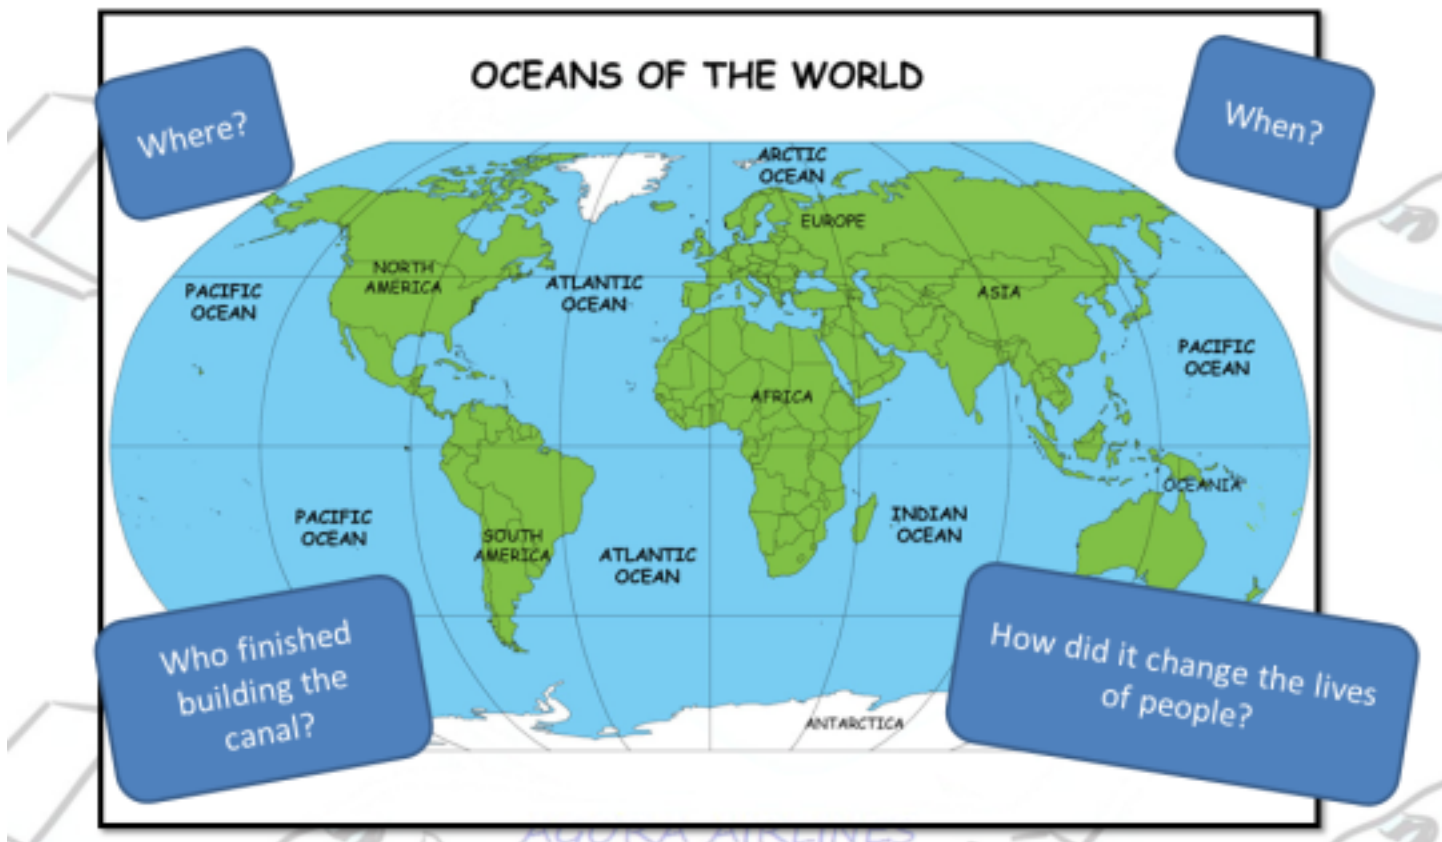 OCEANS OF THE WORLD
Where?
When?
ARCTIC
OCEAN
EUROPE
NORTH
AMERICA
ATLANTIC
OCEAN
PACIFIC
OCEAN
ASIA
PACIFIC
OCEAN
AFRICA
OCEANIA
PACIFIC
OCEAN
SOUTH
AMERICA
ATLANTIC
OCEAN
INDIAN
OCEAN
Who finished
building the
canal?
How did it change the lives
of people?
ANTARCTICA
AGORA AIRLINES